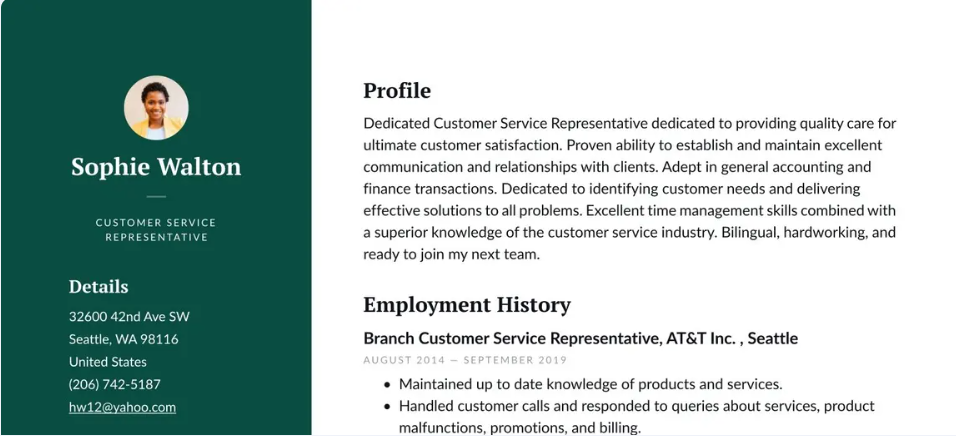 Sophie Walton
CUSTOMER SERVICE
REPRESENTATIVE
Details
32600 42nd Ave SW
Seattle, WA 98116
United States
(206) 742-5187
hw12@yahoo.com
Profile
Dedicated Customer Service Representative dedicated to providing quality care for
ultimate customer satisfaction. Proven ability to establish and maintain excellent
communication and relationships with clients. Adept in general accounting and
finance transactions. Dedicated to identifying customer needs and delivering
effective solutions to all problems. Excellent time management skills combined with
a superior knowledge of the customer service industry. Bilingual, hardworking, and
ready to join my next team.
Employment History
Branch Customer Service Representative, AT&T Inc. , Seattle
AUGUST 2014 — SEPTEMBER 2019
• Maintained up to date knowledge of products and services.
• Handled customer calls and responded to queries about services, product
malfunctions, promotions, and billing.